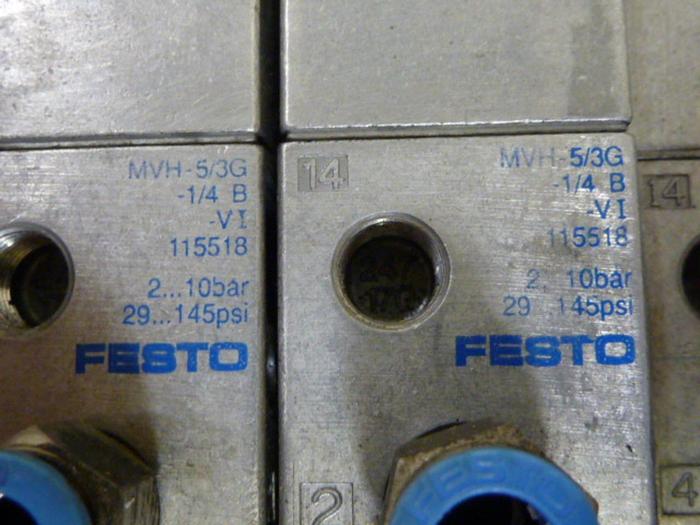 MVH-5/3G
-1/4 B
-VI
115518
2...10bar
29...145psi
FESTO
14
MVH-5/3G
-1/4 B
-VI
115518
2. 10bar
29 .145psi
FESTO
2
FESTO
14
4